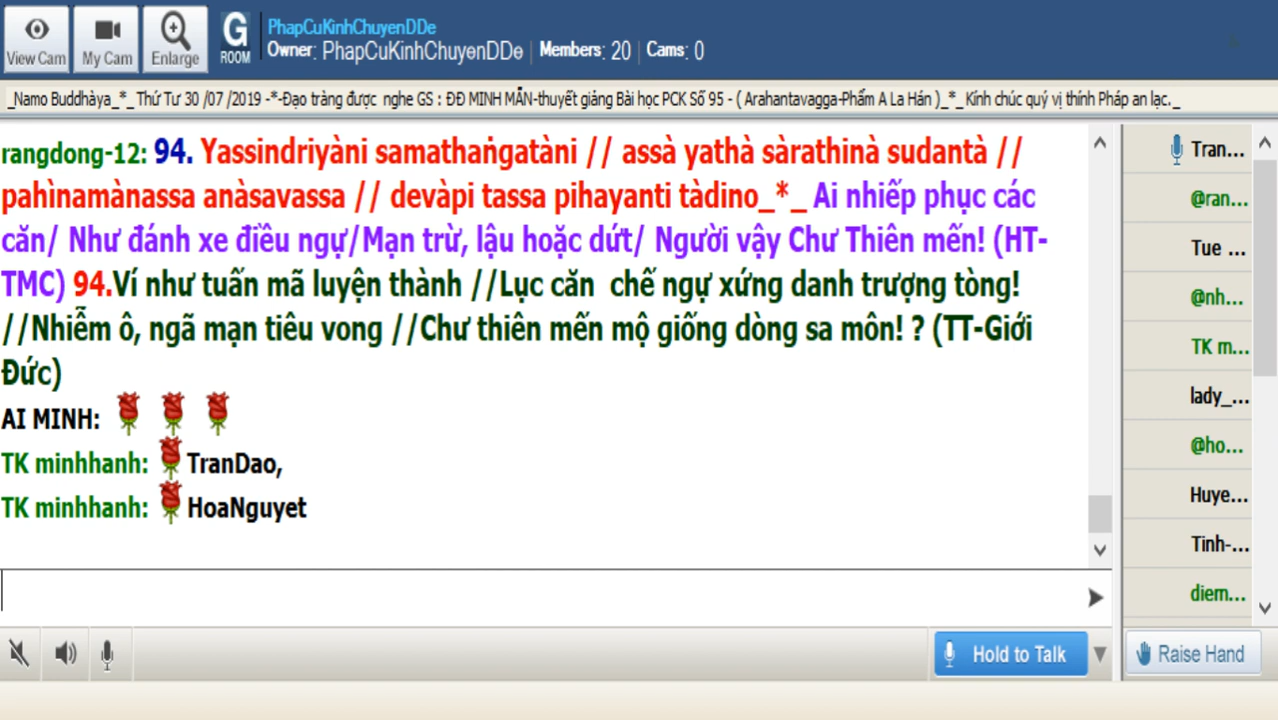 PhapCuKinhChuyenDDe
Owner: PhapCuKinhChuyenDDe | Members: 20 | Cams: 0
View Cam
My Cam
Enlarge
G
ROOM
_Namo Buddhàya_*_ Thứ Tư 30 /07 /2019 -*-Đạo tràng được nghe GS : ĐĐ MINH MẪN-thuyết giảng Bài học PCK Số 95 - ( Arahantavagga-Phẩm A La Hán )_*_ Kính chúc quý vị thính Pháp an lạc._
rangdong-12: 94. Yassindriyàni samathaṅgatàni // assà yathà sàrathinà sudantà //
pahìnamànassa anàsavassa // devàpi tassa pihayanti tàdino_*_ Ai nhiếp phục các
căn/ Như đánh xe điều ngự/Mạn trừ, lậu hoặc dứt/ Người vậy Chư Thiên mến! (HT-
TMC) 94.Ví như tuấn mã luyện thành //Lục căn chế ngự xứng danh trượng tòng!
//Nhiễm ô, ngã mạn tiêu vong //Chư thiên mến mộ giống dòng sa môn! ? (TT-Giới
Đức)
AI MINH:
TK minhhanh: TranDao,
TK minhhanh: HoaNguyet
Tran...
@ran...
Tue ...
@nh...
TK m...
lady_...
@ho...
Huye...
Tinh-...
diem...
Hold to Talk
Raise Hand